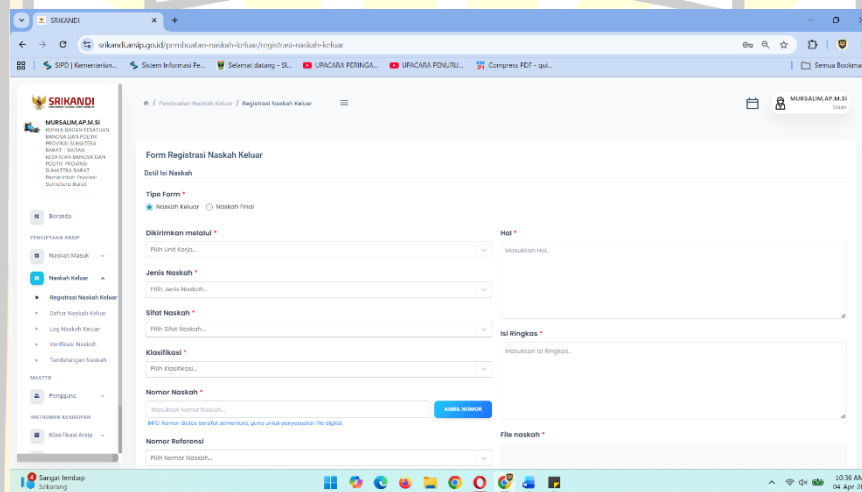 SRIKANDI
srikandi.arsip.go.id/pembuatan-naskah-keluar/registrasi-naskah-keluar
SIPD | Kementerian...
Sistem Informasi Pe...
Selamat datang - SI...
UPACARA PERINGA...
UPACARA PENURU...
Compress PDF - qui...
Semua Bookma
SRIKANDI
Pembuatan Naskah Keluar / Registrasi Naskah Keluar
MURSALIM,AP.M.SI
User
MURSALIM,AP.M.SI
KEPALA BADAN KESATUAN
BANGSA DAN POLITIK
PROVINSI SUMATERA
BARAT - BADAN
KESATUAN BANGSA DAN
POLITIK PROVINSI
SUMATERA BARAT
Pemerintah Provinsi
Sumatera Barat
Beranda
PENCIPTAAN ARSIP
Naskah Masuk
Naskah Keluar
Registrasi Naskah Keluar
Daftar Naskah Keluar
Log Naskah Keluar
Verifikasi Naskah
Tandatangan Naskah
MASTER
Pengguna
INSTRUMEN KEARSIPAN
Klasifikasi Arsip
Form Registrasi Naskah Keluar
Detil Isi Naskah
Tipe Form *
Naskah Keluar
Naskah Final
Dikirimkan melalui *
Pilih Unit Kerja...
Jenis Naskah *
Pilih Jenis Naskah...
Sifat Naskah *
Pilih Sifat Naskah...
Klasifikasi *
Pilih Klasifikasi...
Nomor Naskah *
Masukkan Nomor Naskah...
AMBIL NOMOR
INFO: Nomor diatas bersifat sementara, guna untuk penyesuaian file digital.
Nomor Referensi
Pilih Nomor Naskah...
Hal *
Masukkan Hal..
Isi Ringkas *
Masukkan Isi Ringkas..
File naskah *
4
Sangat lembap
Sekarang
10:35 AM
04 Apr 2